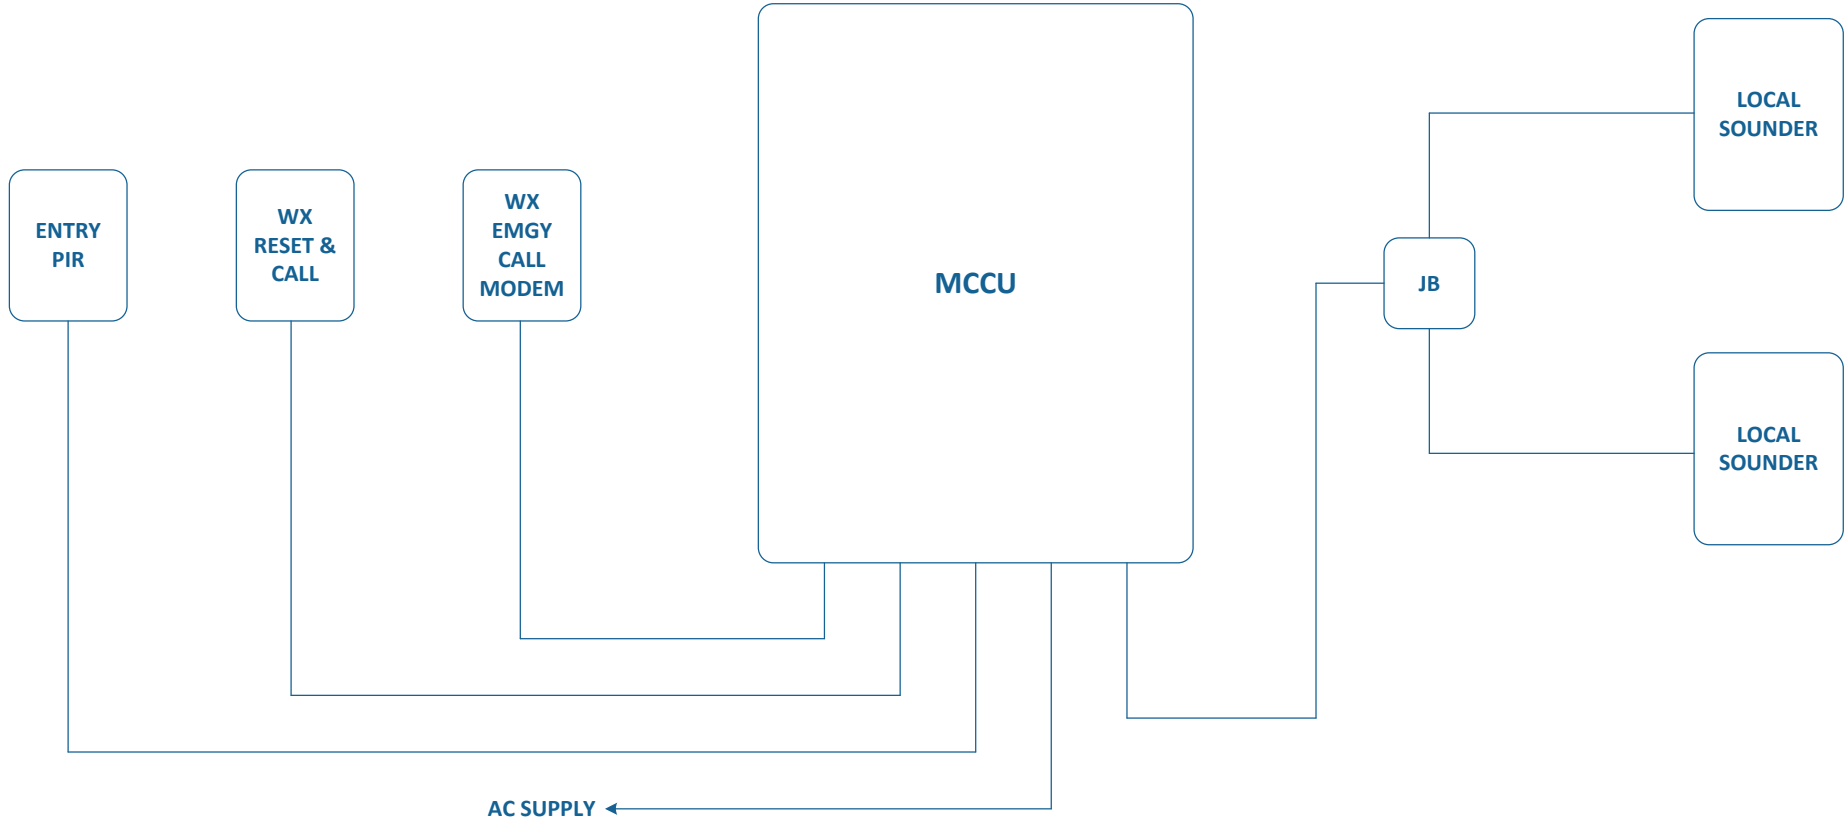 ENTRY
PIR
WX
RESET &
CALL
WX
EMGY
CALL
MODEM
MCCU
JB
LOCAL
SOUNDER
LOCAL
SOUNDER
AC SUPPLY